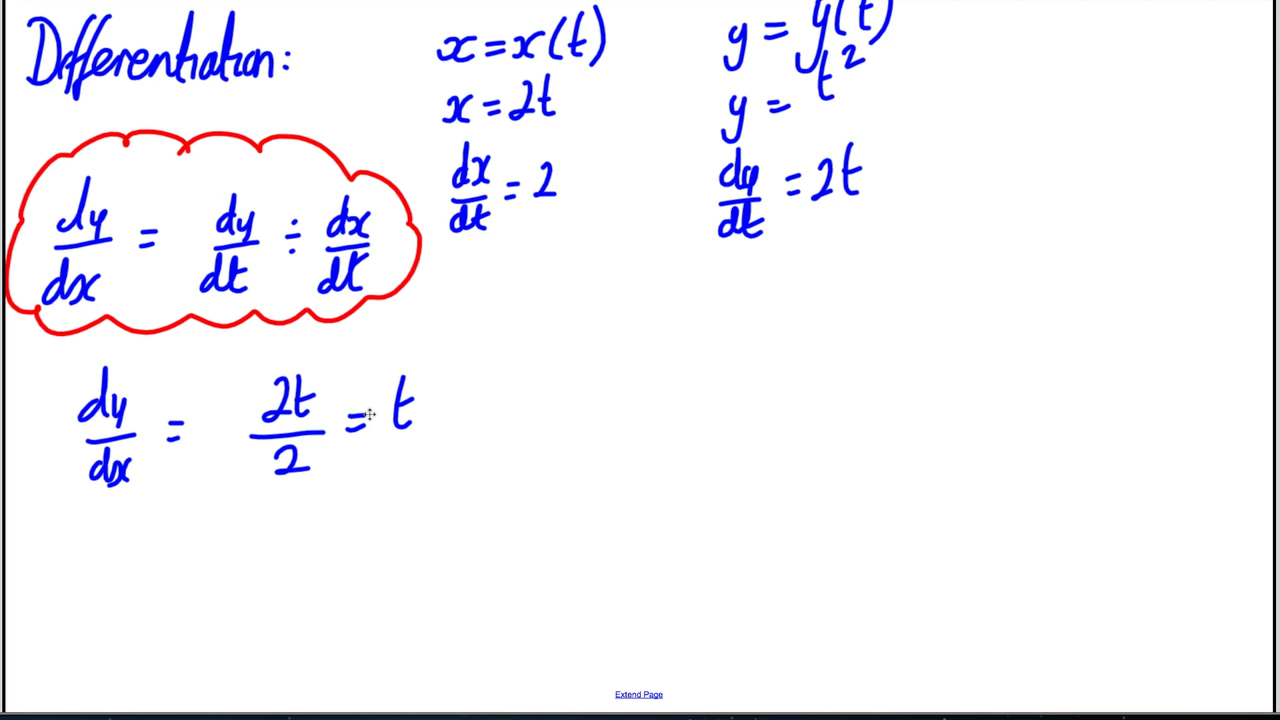 Differentiation:
x = x(t)
y = y(t)
x = 2t
y = t²
dx/dt = 2
dy/dt = 2t
dy/dx = dy/dt ÷ dx/dt
dy/dx = 2t/2 = t
Extend Page